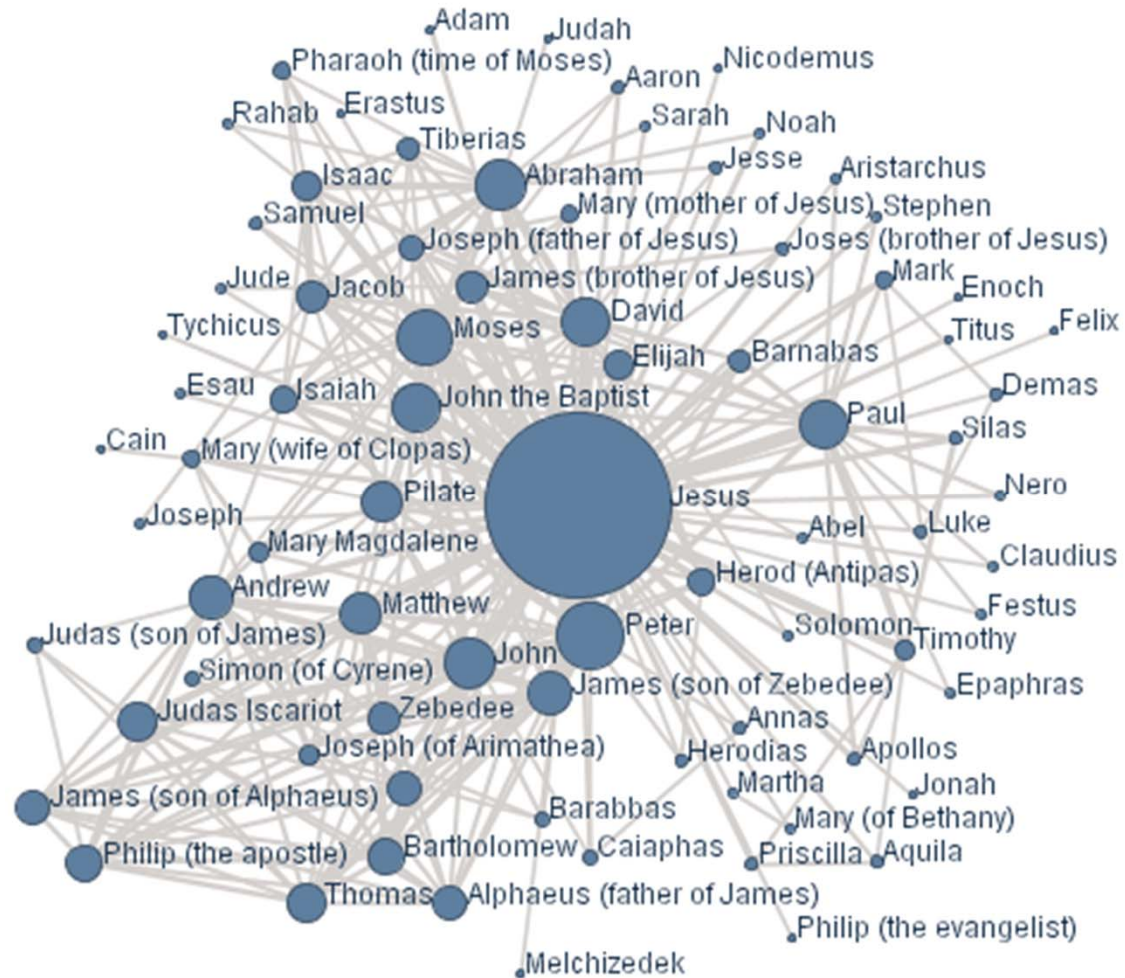 Adam
Judah
Pharaoh (time of Moses)
Nicodemus
Aaron
Rahab
Erastus
Sarah
Noah
Tiberias
Jesse
Aristarchus
Isaac
Abraham
Samuel
Mary (mother of Jesus)
Stephen
Joseph (father of Jesus)
Joses (brother of Jesus)
Jude
Jacob
James (brother of Jesus)
Mark
Enoch
Tychicus
Moses
David
Titus
Felix
Elijah
Barnabas
Esau
Isaiah
John the Baptist
Demas
Paul
Silas
Cain
Mary (wife of Clopas)
Pilate
Jesus
Nero
Joseph
Abel
Luke
Mary Magdalene
Claudius
Andrew
Matthew
Herod (Antipas)
Festus
Judas (son of James)
Peter
Solomon
Timothy
Simon (of Cyrene)
John
James (son of Zebedee)
Epaphras
Judas Iscariot
Zebedee
Annas
Joseph (of Arimathea)
Herodias
Apollos
James (son of Alphaeus)
Martha
Jonah
Barabbas
Mary (of Bethany)
Philip (the apostle)
Bartholomew
Caiaphas
Priscilla
Aquila
Thomas
Alphaeus (father of James)
Philip (the evangelist)
Melchizedek